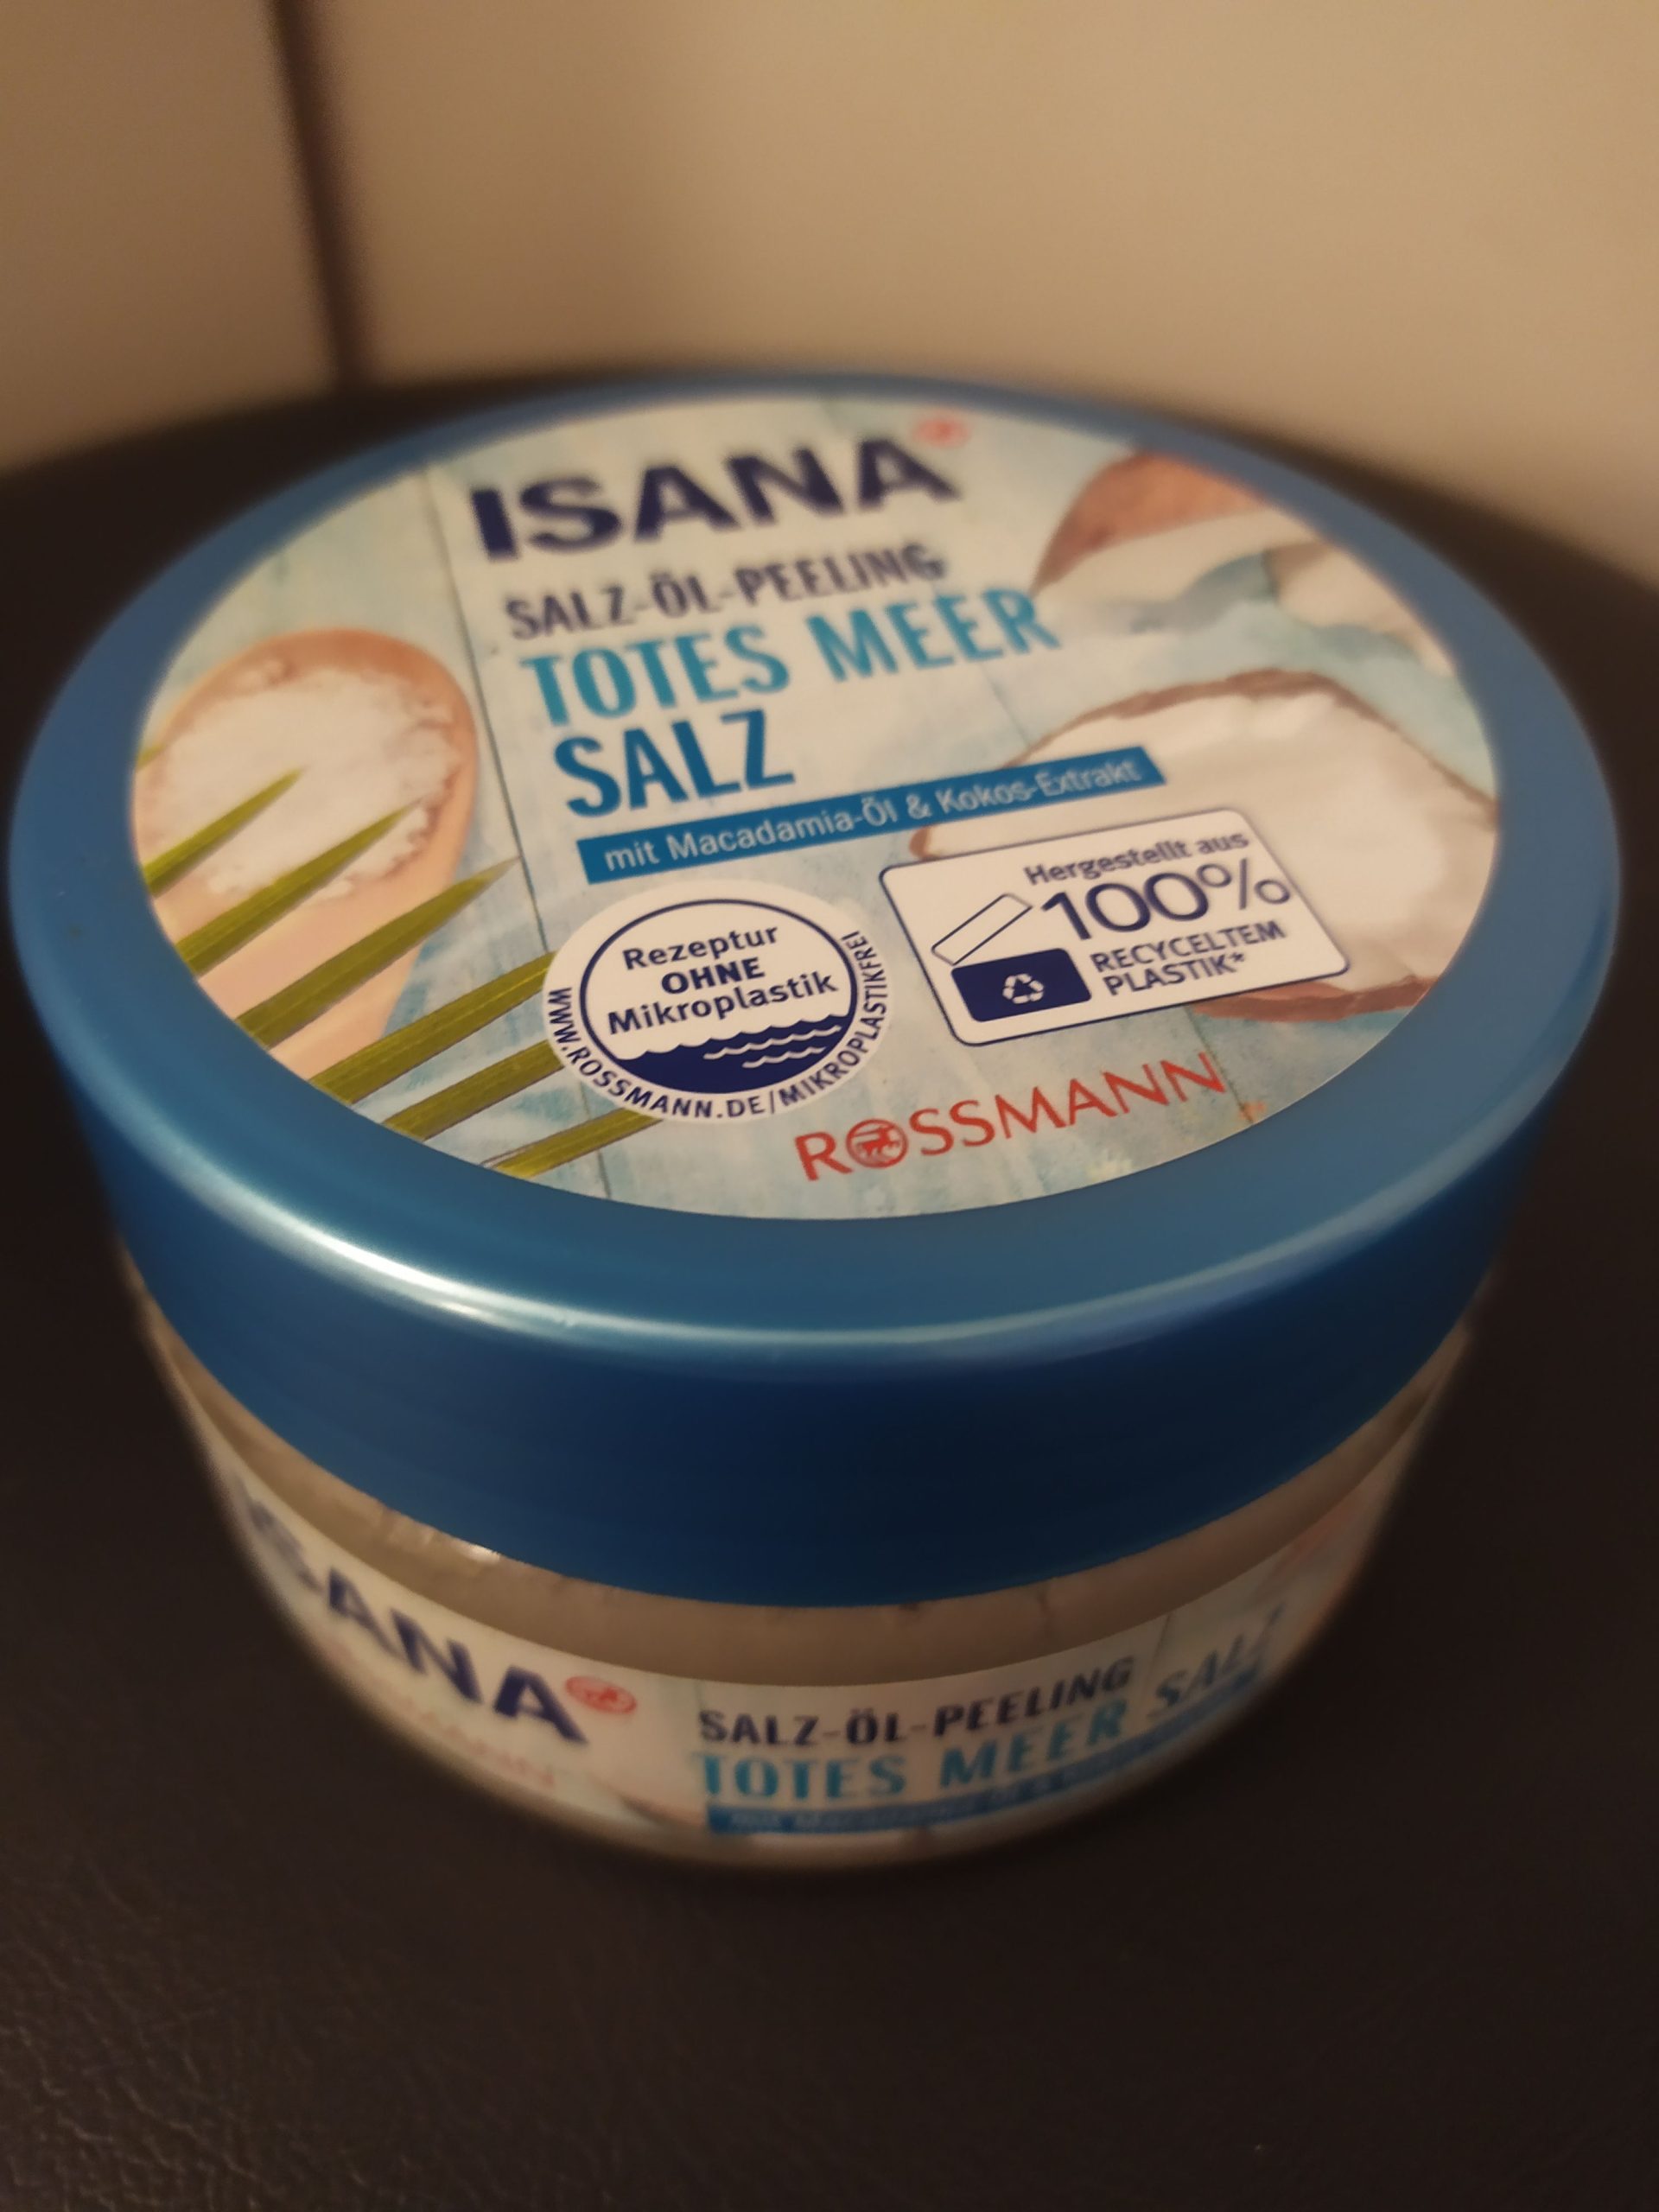 ISANA
SALZ-ÖL-PEELING
TOTES MEER
SALZ
mit Macadamia-Öl & Kokos-Extrakt
Hergestellt aus
100%
RECYCELTEM
PLASTIK*
Rezeptur
OHNE
Mikroplastik
WWW.ROSSMANN.DE/MIKROPLASTIKFREI
ROSSMANN
ISANA
SALZ-ÖL-PEELING
TOTES MEER SALZ